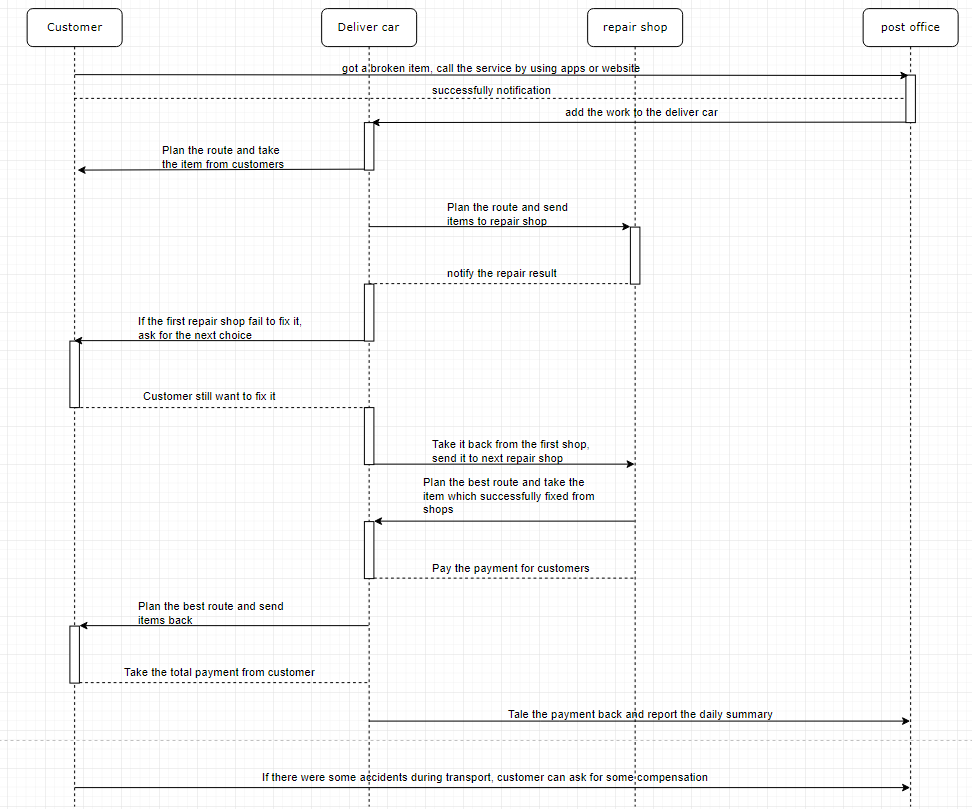 Customer
Deliver car
repair shop
post office
got a broken item, call the service by using apps or website
successfully notification
add the work to the deliver car
Plan the route and take
the item from customers
Plan the route and send
items to repair shop
notify the repair result
If the first repair shop fail to fix it,
ask for the next choice
Customer still want to fix it
Take it back from the first shop,
send it to next repair shop
Plan the best route and take the
item which successfully fixed from
shops
Pay the payment for customers
Plan the best route and send
items back
Take the total payment from customer
Tale the payment back and report the daily summary
If there were some accidents during transport, customer can ask for some compensation